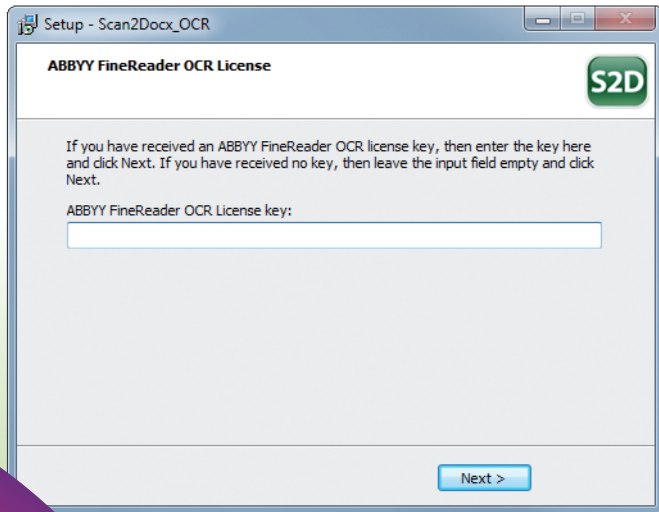 Setup - Scan2Docx_OCR
ABBYY FineReader OCR License
S2D
If you have received an ABBYY FineReader OCR license key, then enter the key here
and click Next. If you have received no key, then leave the input field empty and click
Next.
ABBYY FineReader OCR License key:
Next >